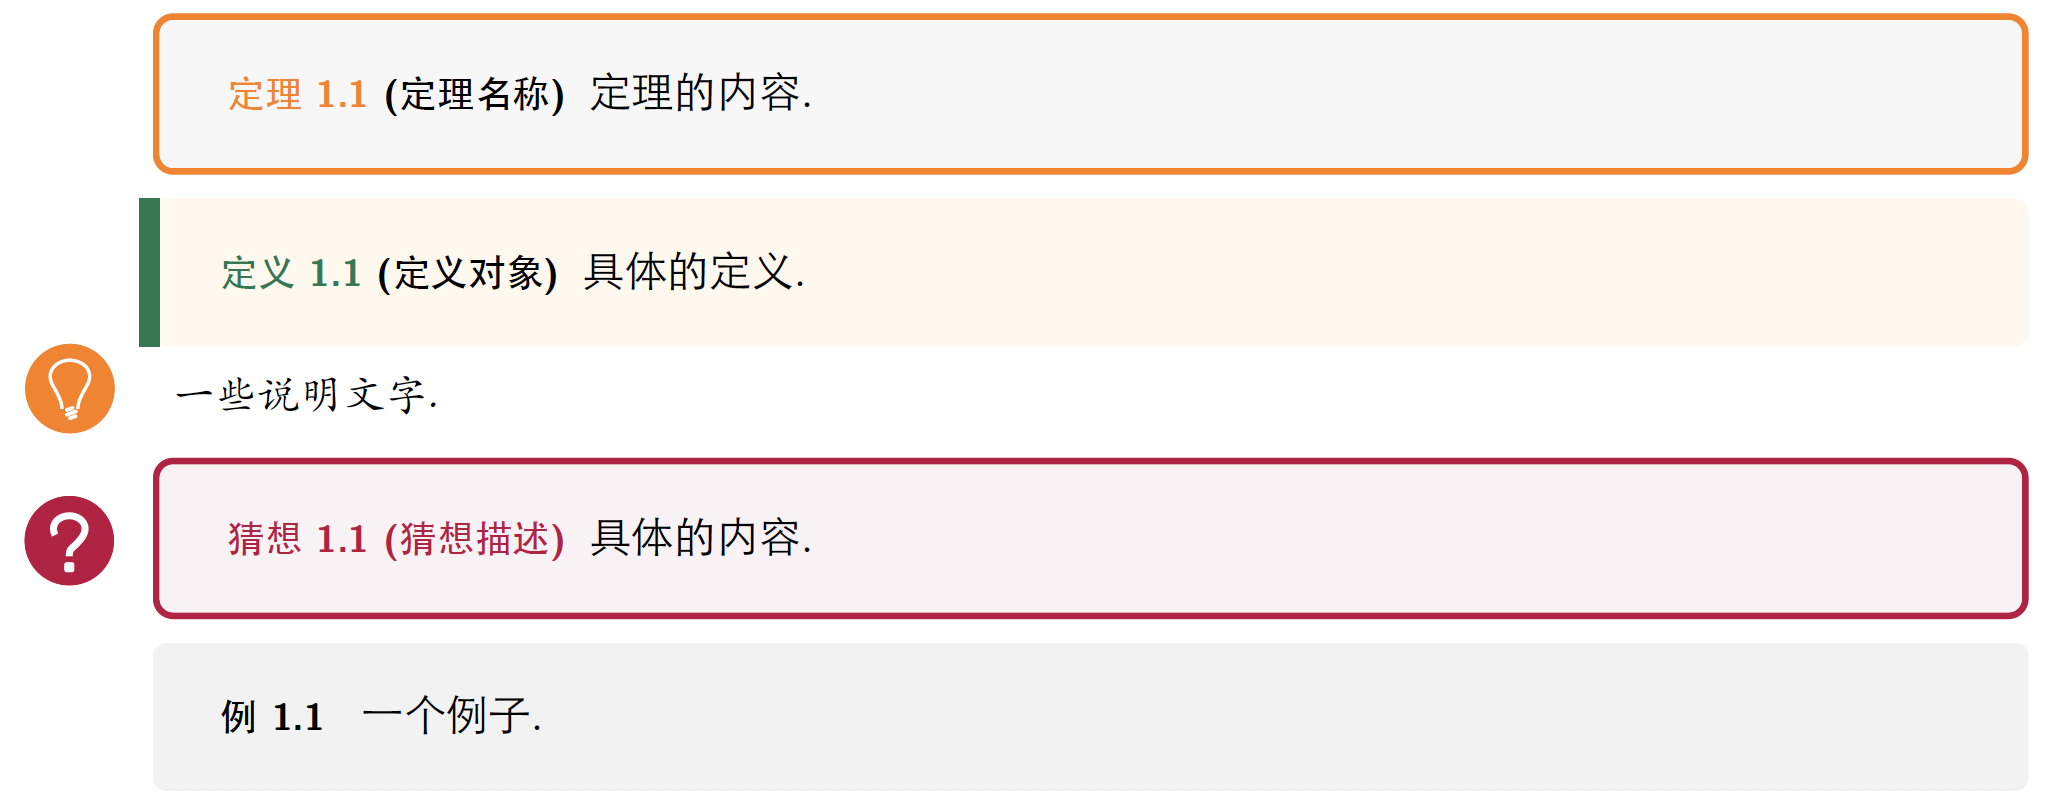 定理 1.1 (定理名称) 定理的内容.
定义 1.1 (定义对象) 具体的定义.
一些说明文字.
猜想 1.1 (猜想描述) 具体的内容.
例 1.1 一个例子.